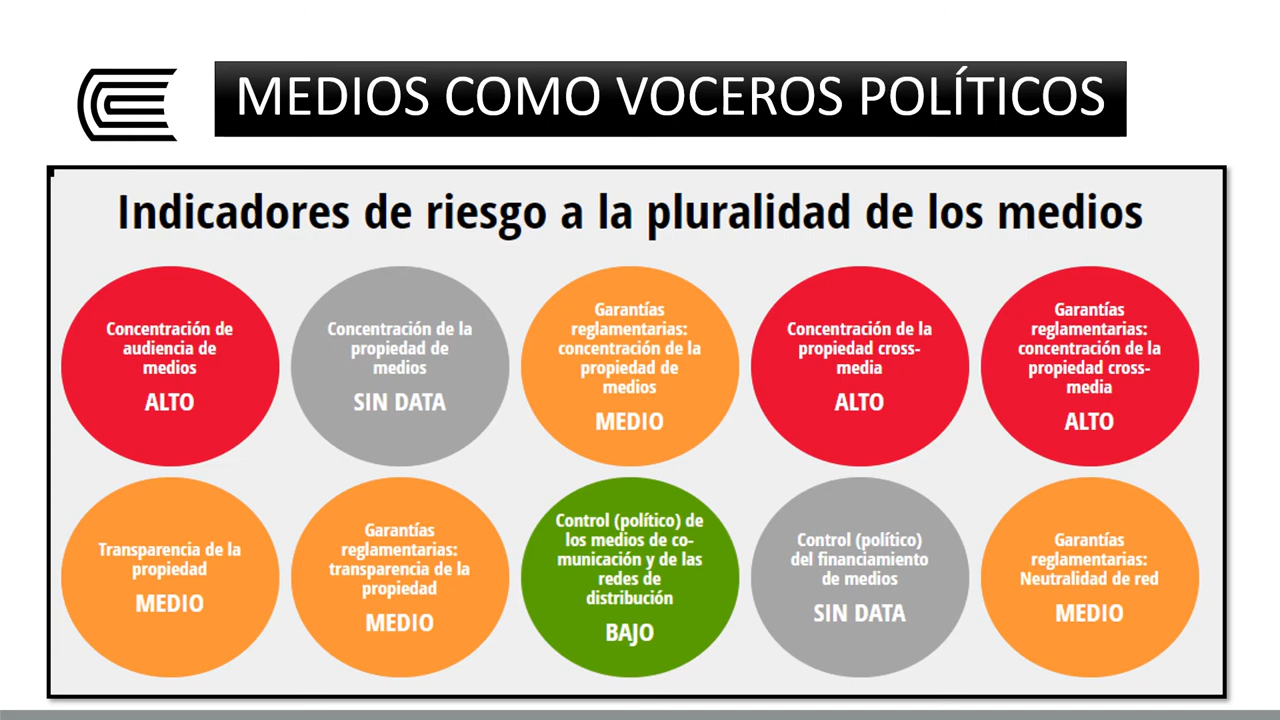 MEDIOS COMO VOCEROS POLÍTICOS
Indicadores de riesgo a la pluralidad de los medios
Concentración de
audiencia de
medios
ALTO
Concentración de la
propiedad de
medios
SIN DATA
Garantías
reglamentarias:
concentración de la
propiedad de
medios
MEDIO
Concentración de la
propiedad cross-
media
ALTO
Garantías
reglamentarias:
concentración de la
propiedad cross-
media
ALTO
Transparencia de la
propiedad
MEDIO
Garantías
reglamentarias:
transparencia de la
propiedad
MEDIO
Control (político) de
los medios de co-
municación y de las
redes de
distribución
BAJO
Control (político)
del financiamiento
de medios
SIN DATA
Garantías
reglamentarias:
Neutralidad de red
MEDIO